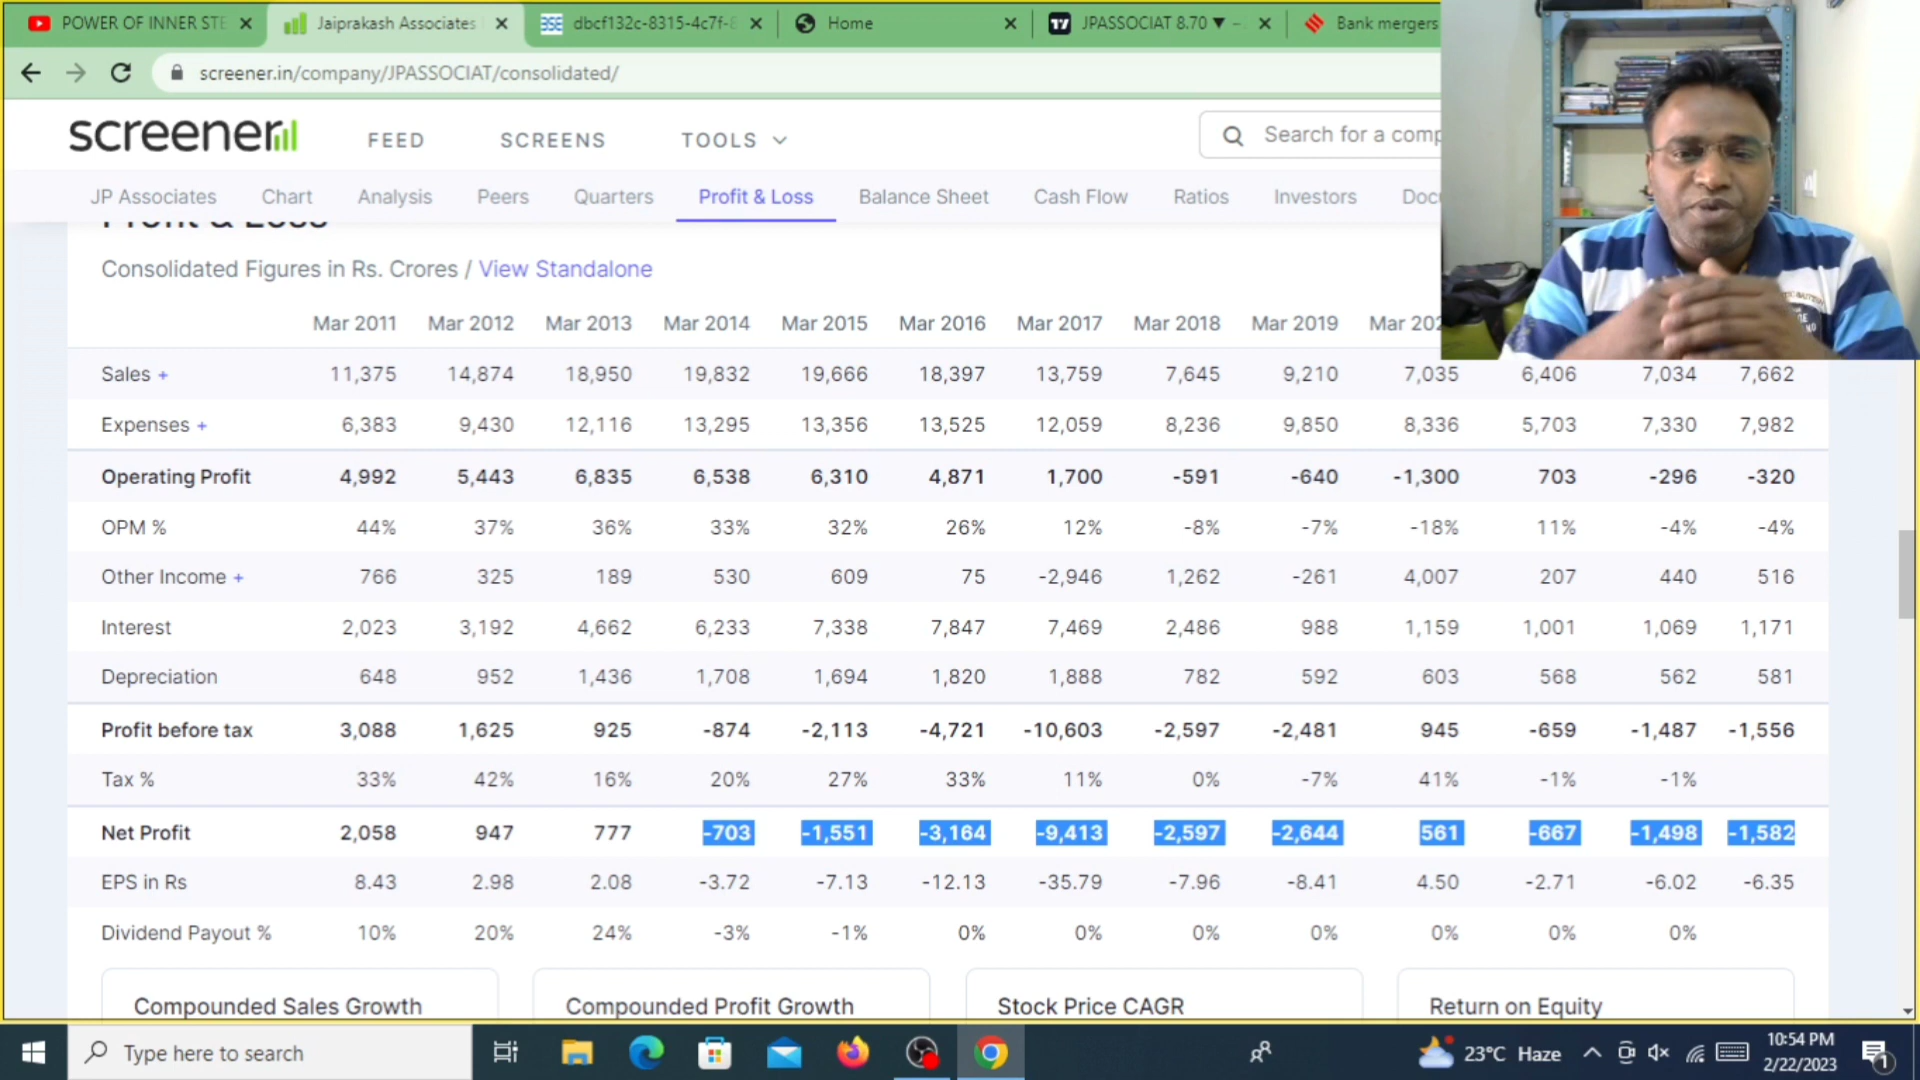 POWER OF INNER STE
Jaiprakash Associates
BSE dbcf132c-8315-4c7f-8
Home
JPASSOCIAT 8.70 ▼ –
Bank mergers
screener.in/company/JPASSOCIAT/consolidated/
screener
FEED SCREENS TOOLS
Search for a comp
JP Associates Chart Analysis Peers Quarters Profit & Loss Balance Sheet Cash Flow Ratios Investors Doc
Profit & Loss
Consolidated Figures in Rs. Crores / View Standalone
Mar 2011 Mar 2012 Mar 2013 Mar 2014 Mar 2015 Mar 2016 Mar 2017 Mar 2018 Mar 2019 Mar 202
Sales + 11,375 14,874 18,950 19,832 19,666 18,397 13,759 7,645 9,210 7,035 6,406 7,034 7,662
Expenses + 6,383 9,430 12,116 13,295 13,356 13,525 12,059 8,236 9,850 8,336 5,703 7,330 7,982
Operating Profit 4,992 5,443 6,835 6,538 6,310 4,871 1,700 -591 -640 -1,300 703 -296 -320
OPM % 44% 37% 36% 33% 32% 26% 12% -8% -7% -18% 11% -4% -4%
Other Income + 766 325 189 530 609 75 -2,946 1,262 -261 4,007 207 440 516
Interest 2,023 3,192 4,662 6,233 7,338 7,847 7,469 2,486 988 1,159 1,001 1,069 1,171
Depreciation 648 952 1,436 1,708 1,694 1,820 1,888 782 592 603 568 562 581
Profit before tax 3,088 1,625 925 -874 -2,113 -4,721 -10,603 -2,597 -2,481 945 -659 -1,487 -1,556
Tax % 33% 42% 16% 20% 27% 33% 11% 0% -7% 41% -1% -1%
Net Profit 2,058 947 777 -703 -1,551 -3,164 -9,413 -2,597 -2,644 561 -667 -1,498 -1,582
EPS in Rs 8.43 2.98 2.08 -3.72 -7.13 -12.13 -35.79 -7.96 -8.41 4.50 -2.71 -6.02 -6.35
Dividend Payout % 10% 20% 24% -3% -1% 0% 0% 0% 0% 0% 0% 0%
Compounded Sales Growth Compounded Profit Growth Stock Price CAGR Return on Equity
Type here to search
23°C Haze
10:54 PM
2/22/2023
1